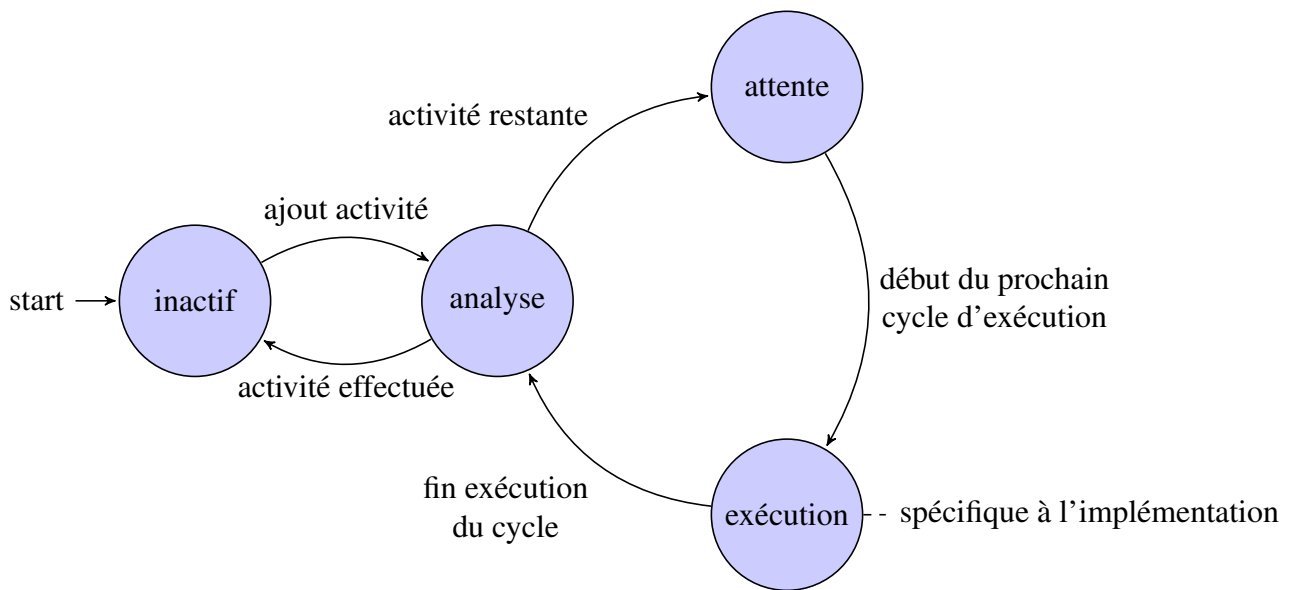 attente
activité restante
ajout activité
début du prochain
cycle d'exécution
start
inactif
analyse
activité effectuée
fin exécution
du cycle
exécution
spécifique à l'implémentation